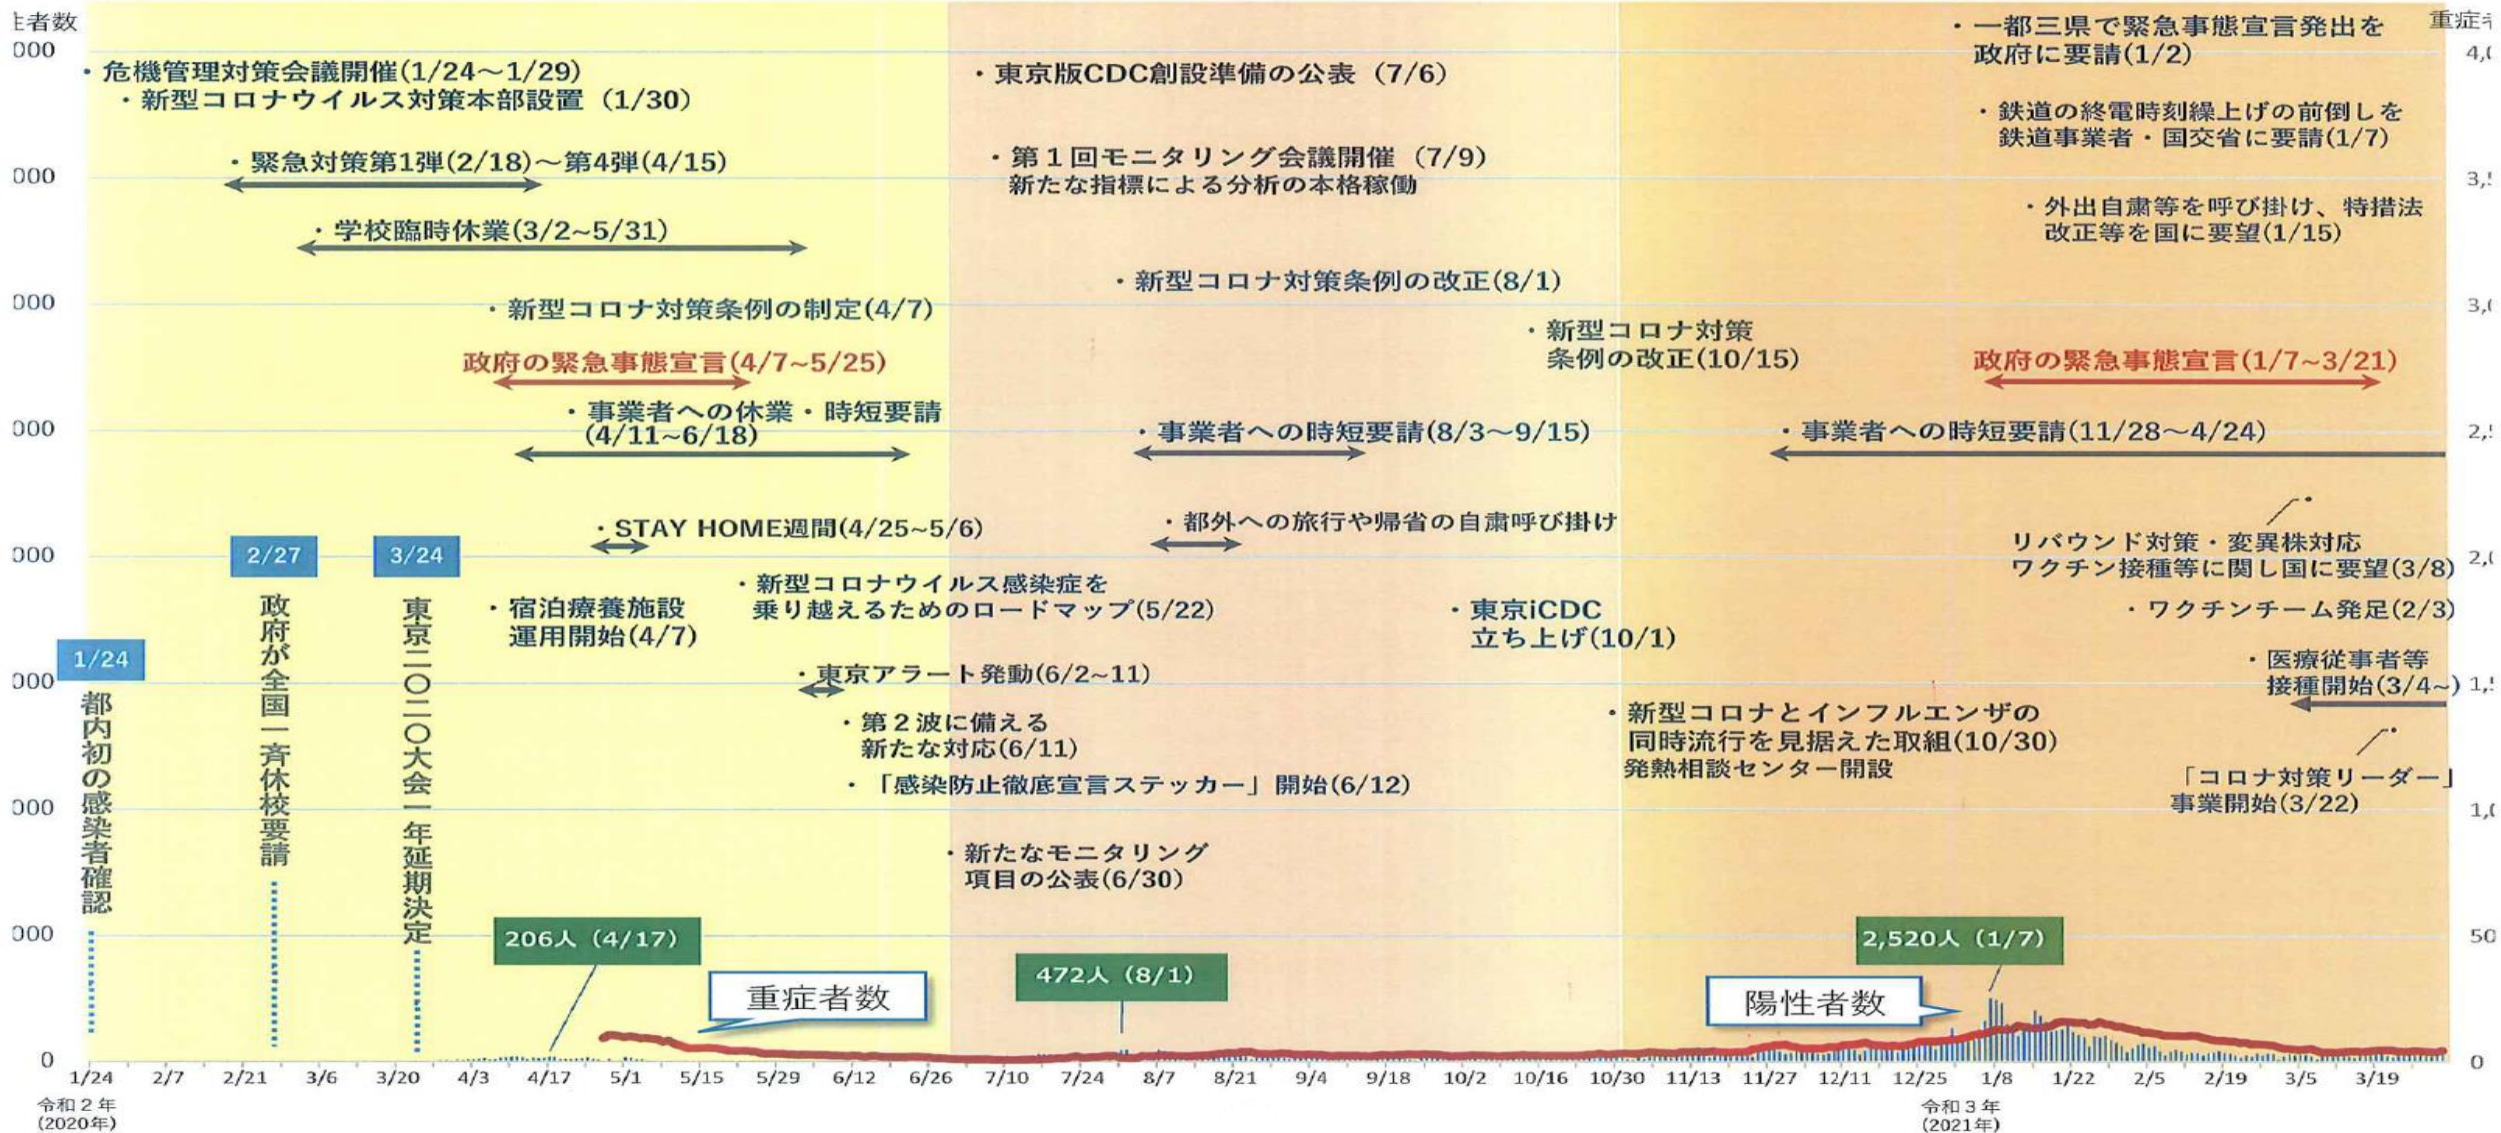 生者数
重症者
000
4,0
・危機管理対策会議開催(1/24～1/29)
・新型コロナウイルス対策本部設置（1/30）
・緊急対策第1弾(2/18)～第4弾(4/15)
・学校臨時休業(3/2~5/31)
・新型コロナ対策条例の制定(4/7)
政府の緊急事態宣言(4/7~5/25)
・事業者への休業・時短要請
(4/11~6/18)
・STAY HOME週間(4/25~5/6)
・新型コロナウイルス感染症を
乗り越えるためのロードマップ(5/22)
・宿泊療養施設
運用開始(4/7)
・東京アラート発動(6/2~11)
・第２波に備える
新たな対応(6/11)
・「感染防止徹底宣言ステッカー」開始(6/12)
・新たなモニタリング
項目の公表(6/30)
・東京版CDC創設準備の公表（7/6）
・第１回モニタリング会議開催（7/9）
新たな指標による分析の本格稼働
・新型コロナ対策条例の改正(8/1)
・事業者への時短要請(8/3～9/15)
・都外への旅行や帰省の自粛呼び掛け
・東京iCDC
立ち上げ(10/1)
・新型コロナ対策
条例の改正(10/15)
・新型コロナとインフルエンザの
同時流行を見据えた取組(10/30)
発熱相談センター開設
・一都三県で緊急事態宣言発出を
政府に要請(1/2)
・鉄道の終電時刻繰上げの前倒しを
鉄道事業者・国交省に要請(1/7)
・外出自粛等を呼び掛け、特措法
改正等を国に要望(1/15)
政府の緊急事態宣言(1/7~3/21)
・事業者への時短要請(11/28～4/24)
リバウンド対策・変異株対応
ワクチン接種等に関し国に要望(3/8)
・ワクチンチーム発足(2/3)
・医療従事者等
接種開始(3/4~)
「コロナ対策リーダー」
事業開始(3/22)
1/24
都内初の感染者確認
2/27
政府が全国一斉休校要請
3/24
東京二〇二〇大会一年延期決定
206人（4/17）
重症者数
472人（8/1）
陽性者数
2,520人（1/7）
000
000
000
000
000
000
000
0
3,5
3,0
2,5
2,0
1,5
1,0
50
0
1/24 2/7 2/21 3/6 3/20 4/3 4/17 5/1 5/15 5/29 6/12 6/26 7/10 7/24 8/7 8/21 9/4 9/18 10/2 10/16 10/30 11/13 11/27 12/11 12/25 1/8 1/22 2/5 2/19 3/5 3/19
令和２年
(2020年)
令和３年
(2021年)